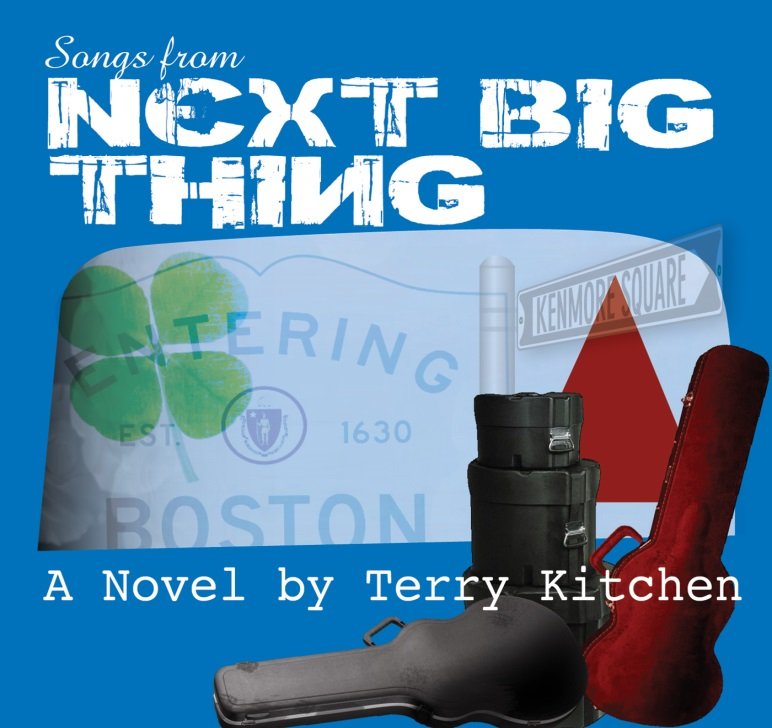 Songs from
NEXT BIG
THING
KENMORE SQUARE
ENTERING
EST. 1630
BOSTON
A Novel by Terry Kitchen